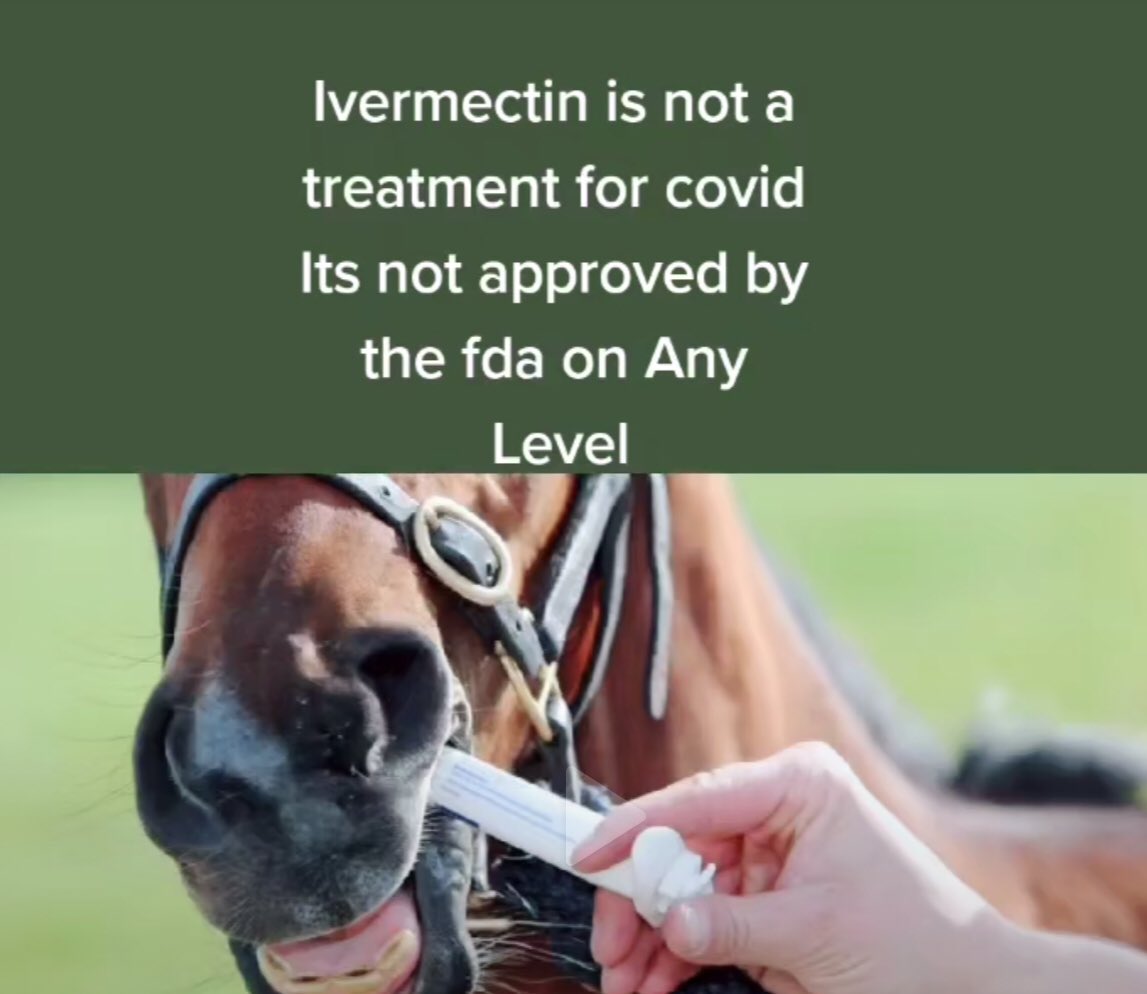 Ivermectin is not a
treatment for covid
Its not approved by
the fda on Any
Level